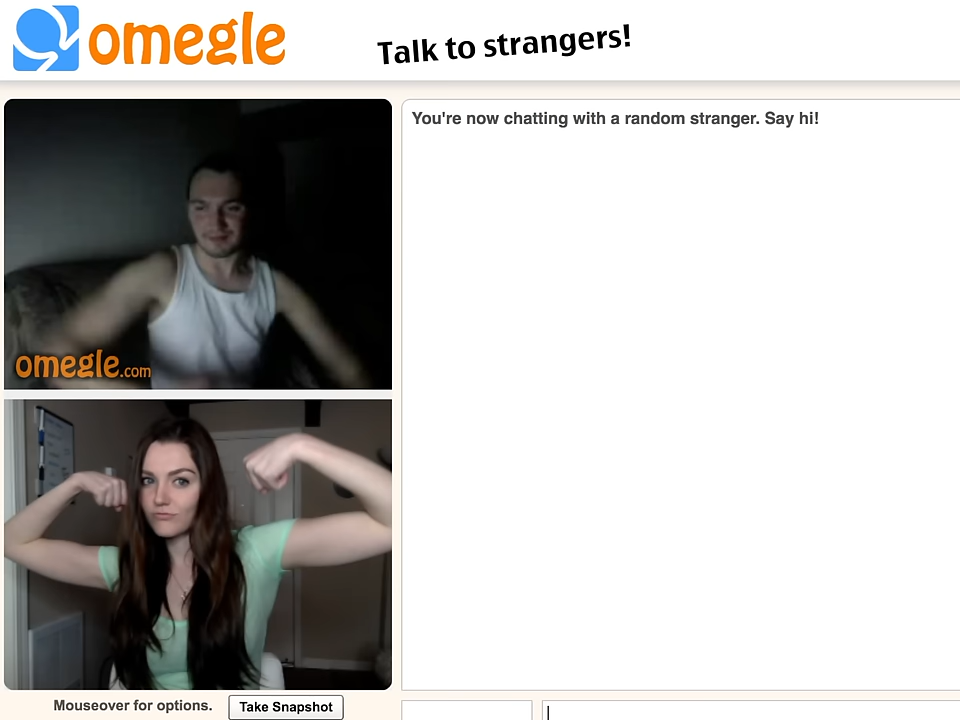 omegle
Talk to strangers!
You're now chatting with a random stranger. Say hi!
omegle.com
Mouseover for options.
Take Snapshot